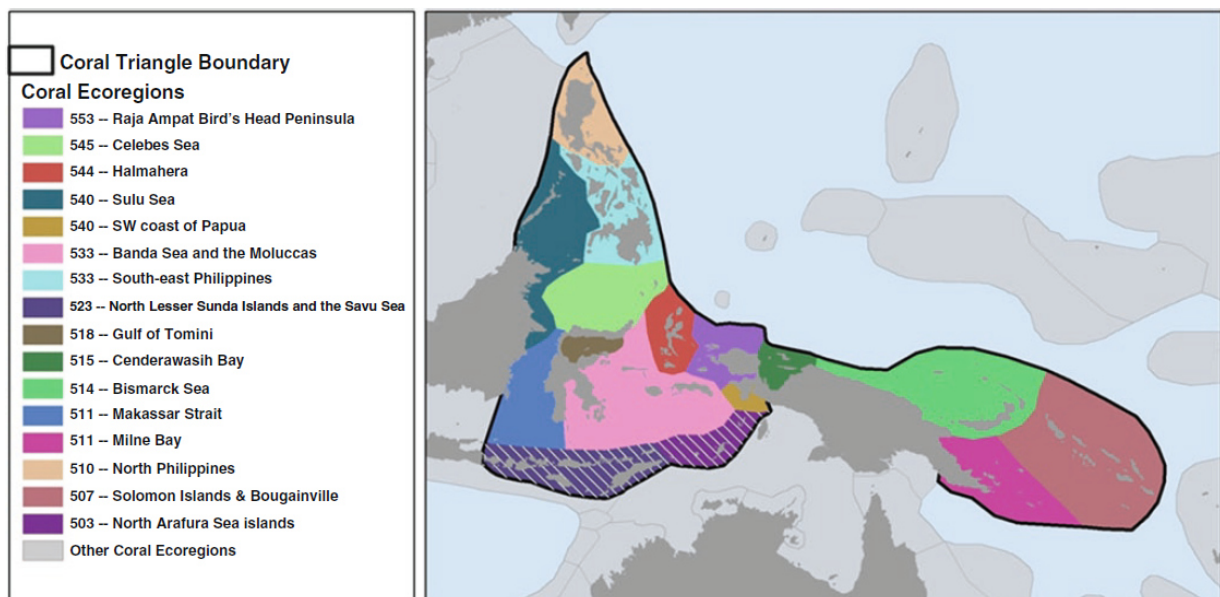 Coral Triangle Boundary
Coral Ecoregions
553 -- Raja Ampat Bird's Head Peninsula
545 -- Celebes Sea
544 -- Halmahera
540 -- Sulu Sea
540 -- SW coast of Papua
533 -- Banda Sea and the Moluccas
533 -- South-east Philippines
523 -- North Lesser Sunda Islands and the Savu Sea
518 -- Gulf of Tomini
515 -- Cenderawasih Bay
514 -- Bismarck Sea
511 -- Makassar Strait
511 -- Milne Bay
510 -- North Philippines
507 -- Solomon Islands & Bougainville
503 -- North Arafura Sea islands
Other Coral Ecoregions